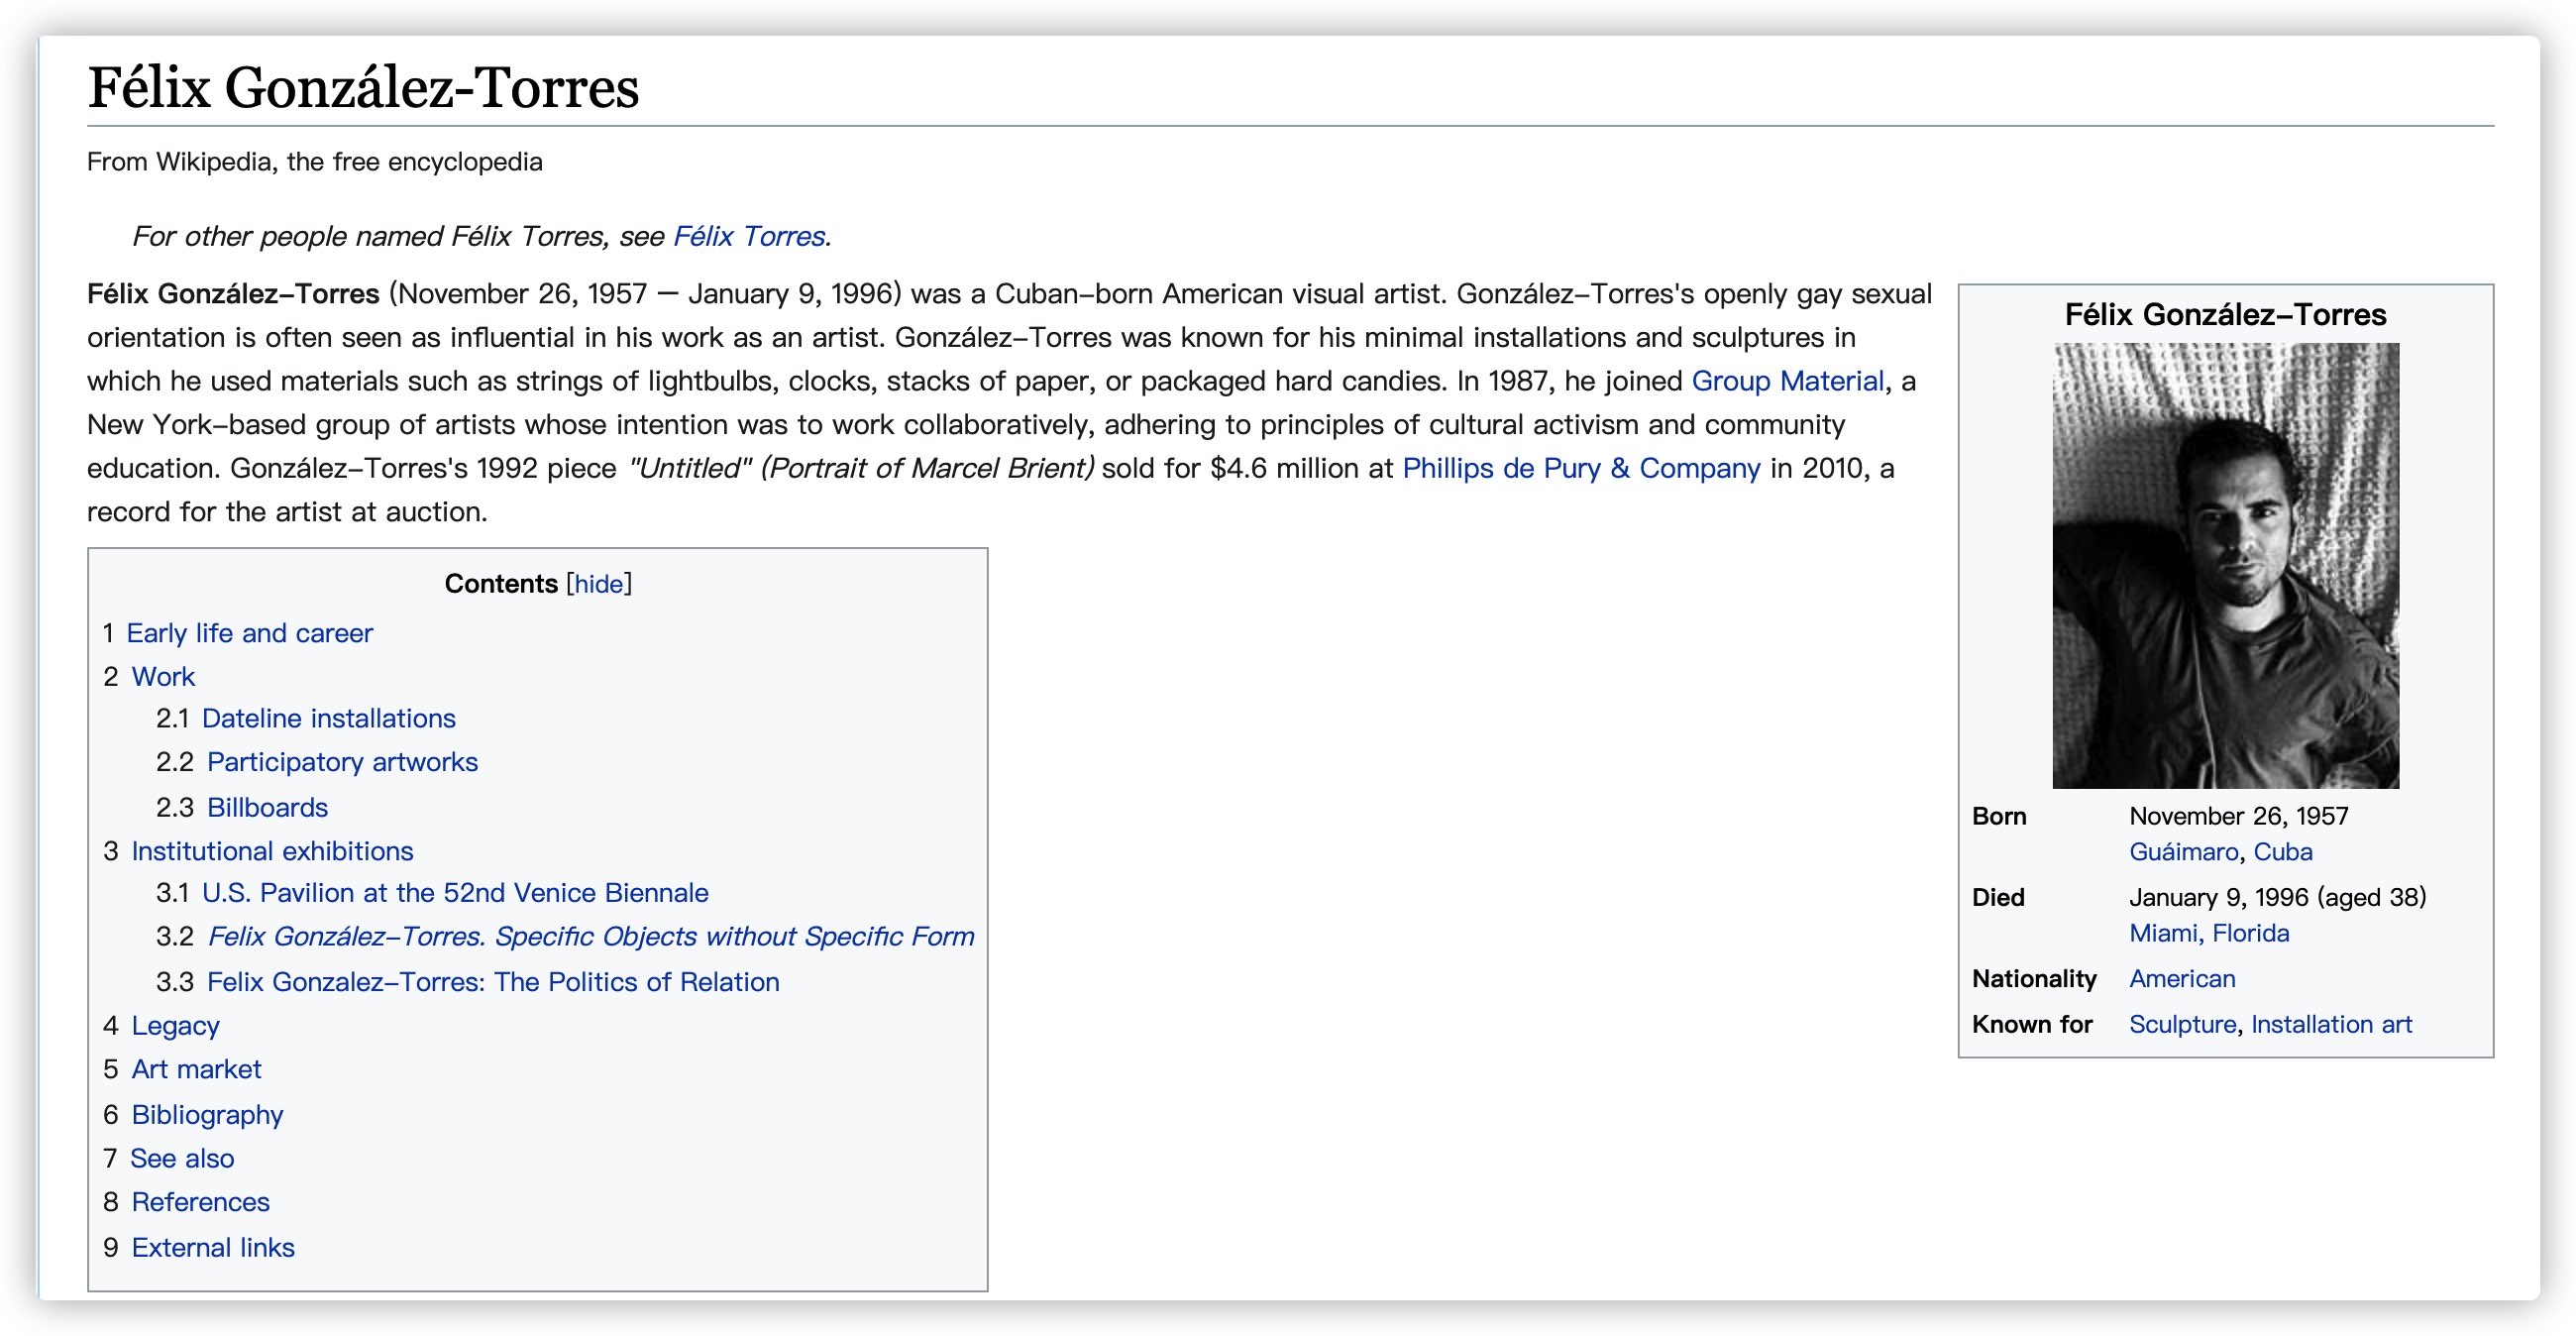 Félix González-Torres
From Wikipedia, the free encyclopedia
For other people named Félix Torres, see Félix Torres.
Félix González–Torres (November 26, 1957 – January 9, 1996) was a Cuban–born American visual artist. González–Torres's openly gay sexual
orientation is often seen as influential in his work as an artist. González–Torres was known for his minimal installations and sculptures in
which he used materials such as strings of lightbulbs, clocks, stacks of paper, or packaged hard candies. In 1987, he joined Group Material, a
New York–based group of artists whose intention was to work collaboratively, adhering to principles of cultural activism and community
education. González–Torres's 1992 piece "Untitled" (Portrait of Marcel Brient) sold for $4.6 million at Phillips de Pury & Company in 2010, a
record for the artist at auction.
Contents [hide]
1 Early life and career
2 Work
2.1 Dateline installations
2.2 Participatory artworks
2.3 Billboards
3 Institutional exhibitions
3.1 U.S. Pavilion at the 52nd Venice Biennale
3.2 Felix González–Torres. Specific Objects without Specific Form
3.3 Felix Gonzalez–Torres: The Politics of Relation
4 Legacy
5 Art market
6 Bibliography
7 See also
8 References
9 External links
Félix González–Torres
Born November 26, 1957
Guáimaro, Cuba
Died January 9, 1996 (aged 38)
Miami, Florida
Nationality American
Known for Sculpture, Installation art